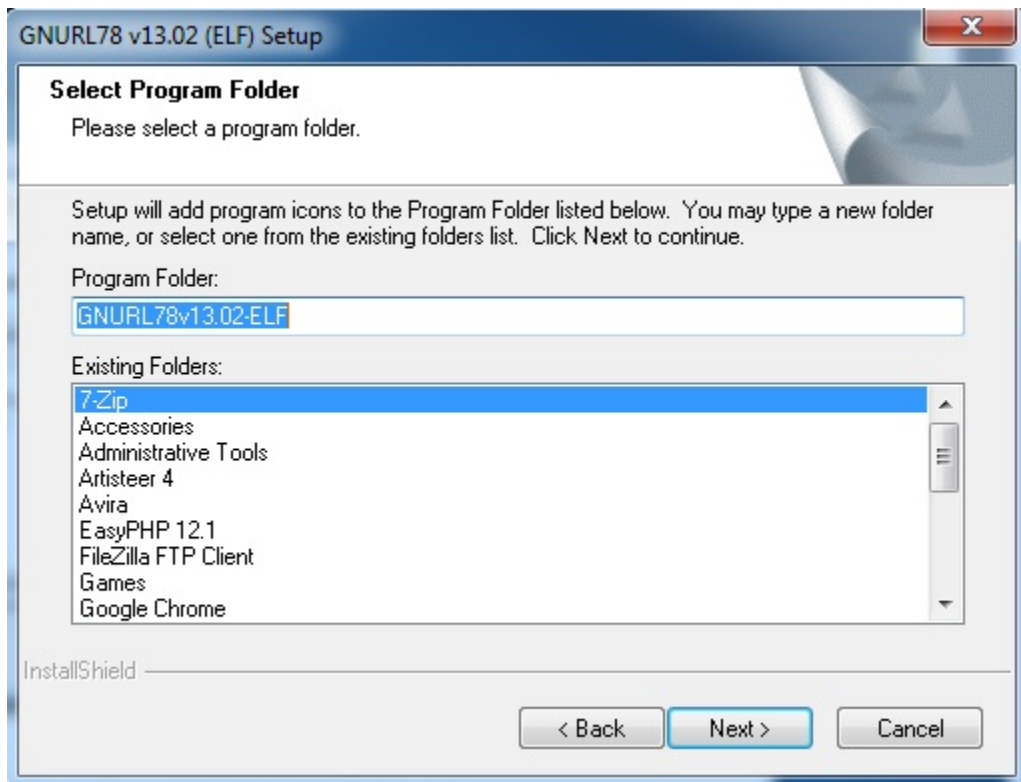 GNURL78 v13.02 (ELF) Setup
Select Program Folder
Please select a program folder.
Setup will add program icons to the Program Folder listed below.  You may type a new folder
name, or select one from the existing folders list.  Click Next to continue.
Program Folder:
GNURL78v13.02-ELF
Existing Folders:
7-Zip
Accessories
Administrative Tools
Artisteer 4
Avira
EasyPHP 12.1
FileZilla FTP Client
Games
Google Chrome
InstallShield
< Back Next > Cancel